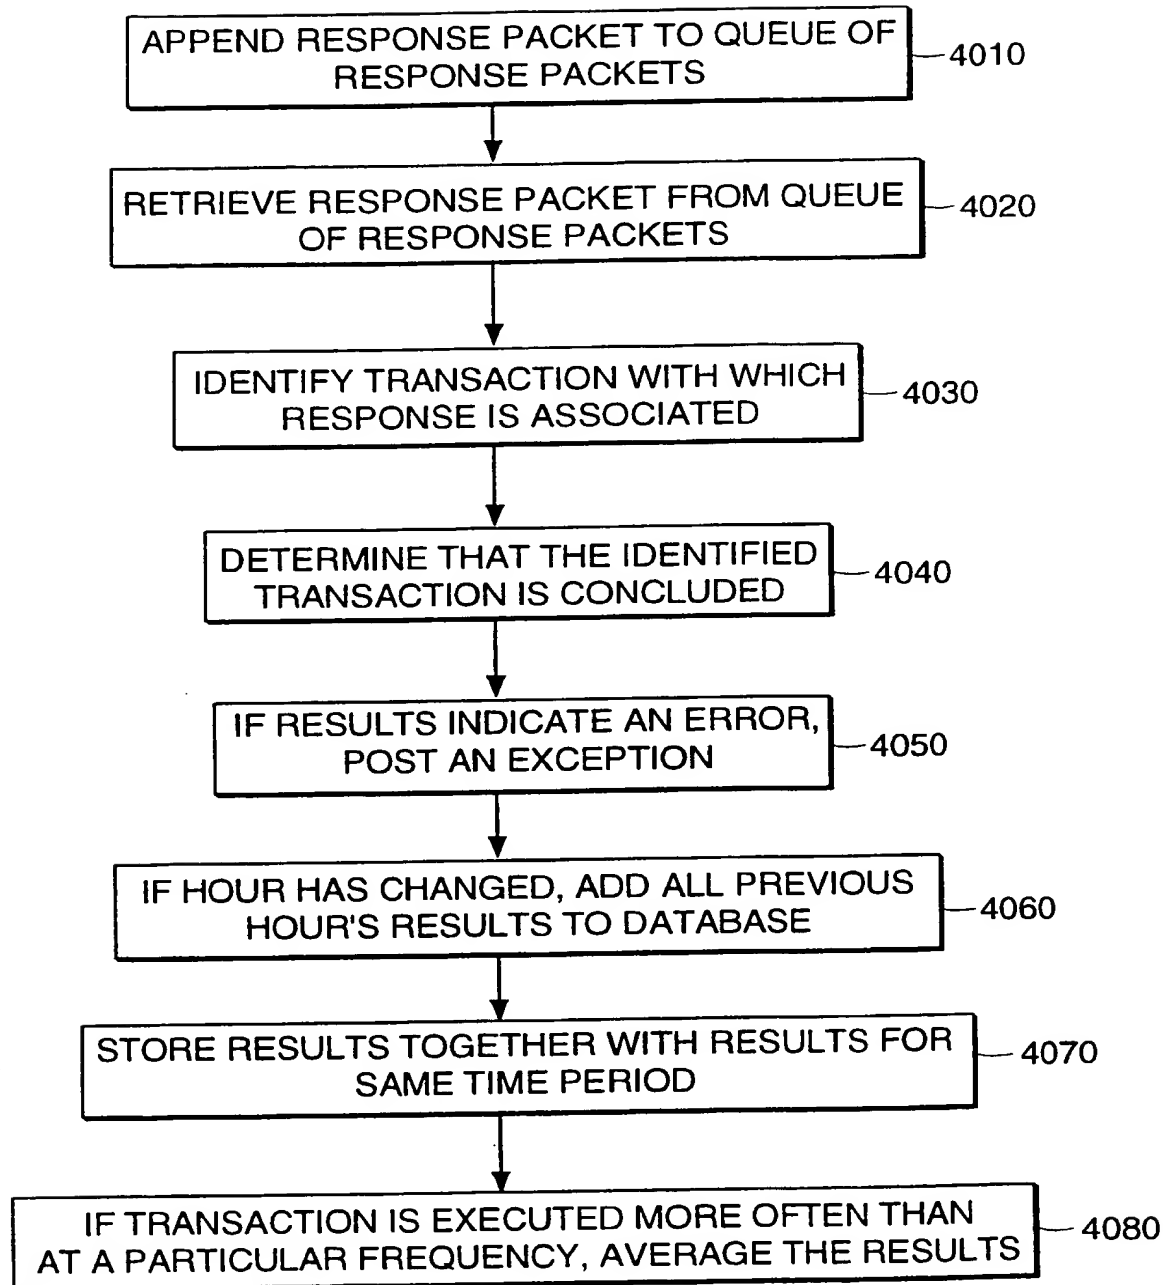 APPEND RESPONSE PACKET TO QUEUE OF
RESPONSE PACKETS
4010
RETRIEVE RESPONSE PACKET FROM QUEUE
OF RESPONSE PACKETS
4020
IDENTIFY TRANSACTION WITH WHICH
RESPONSE IS ASSOCIATED
4030
DETERMINE THAT THE IDENTIFIED
TRANSACTION IS CONCLUDED
4040
IF RESULTS INDICATE AN ERROR,
POST AN EXCEPTION
4050
IF HOUR HAS CHANGED, ADD ALL PREVIOUS
HOUR'S RESULTS TO DATABASE
4060
STORE RESULTS TOGETHER WITH RESULTS FOR
SAME TIME PERIOD
4070
IF TRANSACTION IS EXECUTED MORE OFTEN THAN
AT A PARTICULAR FREQUENCY, AVERAGE THE RESULTS
4080